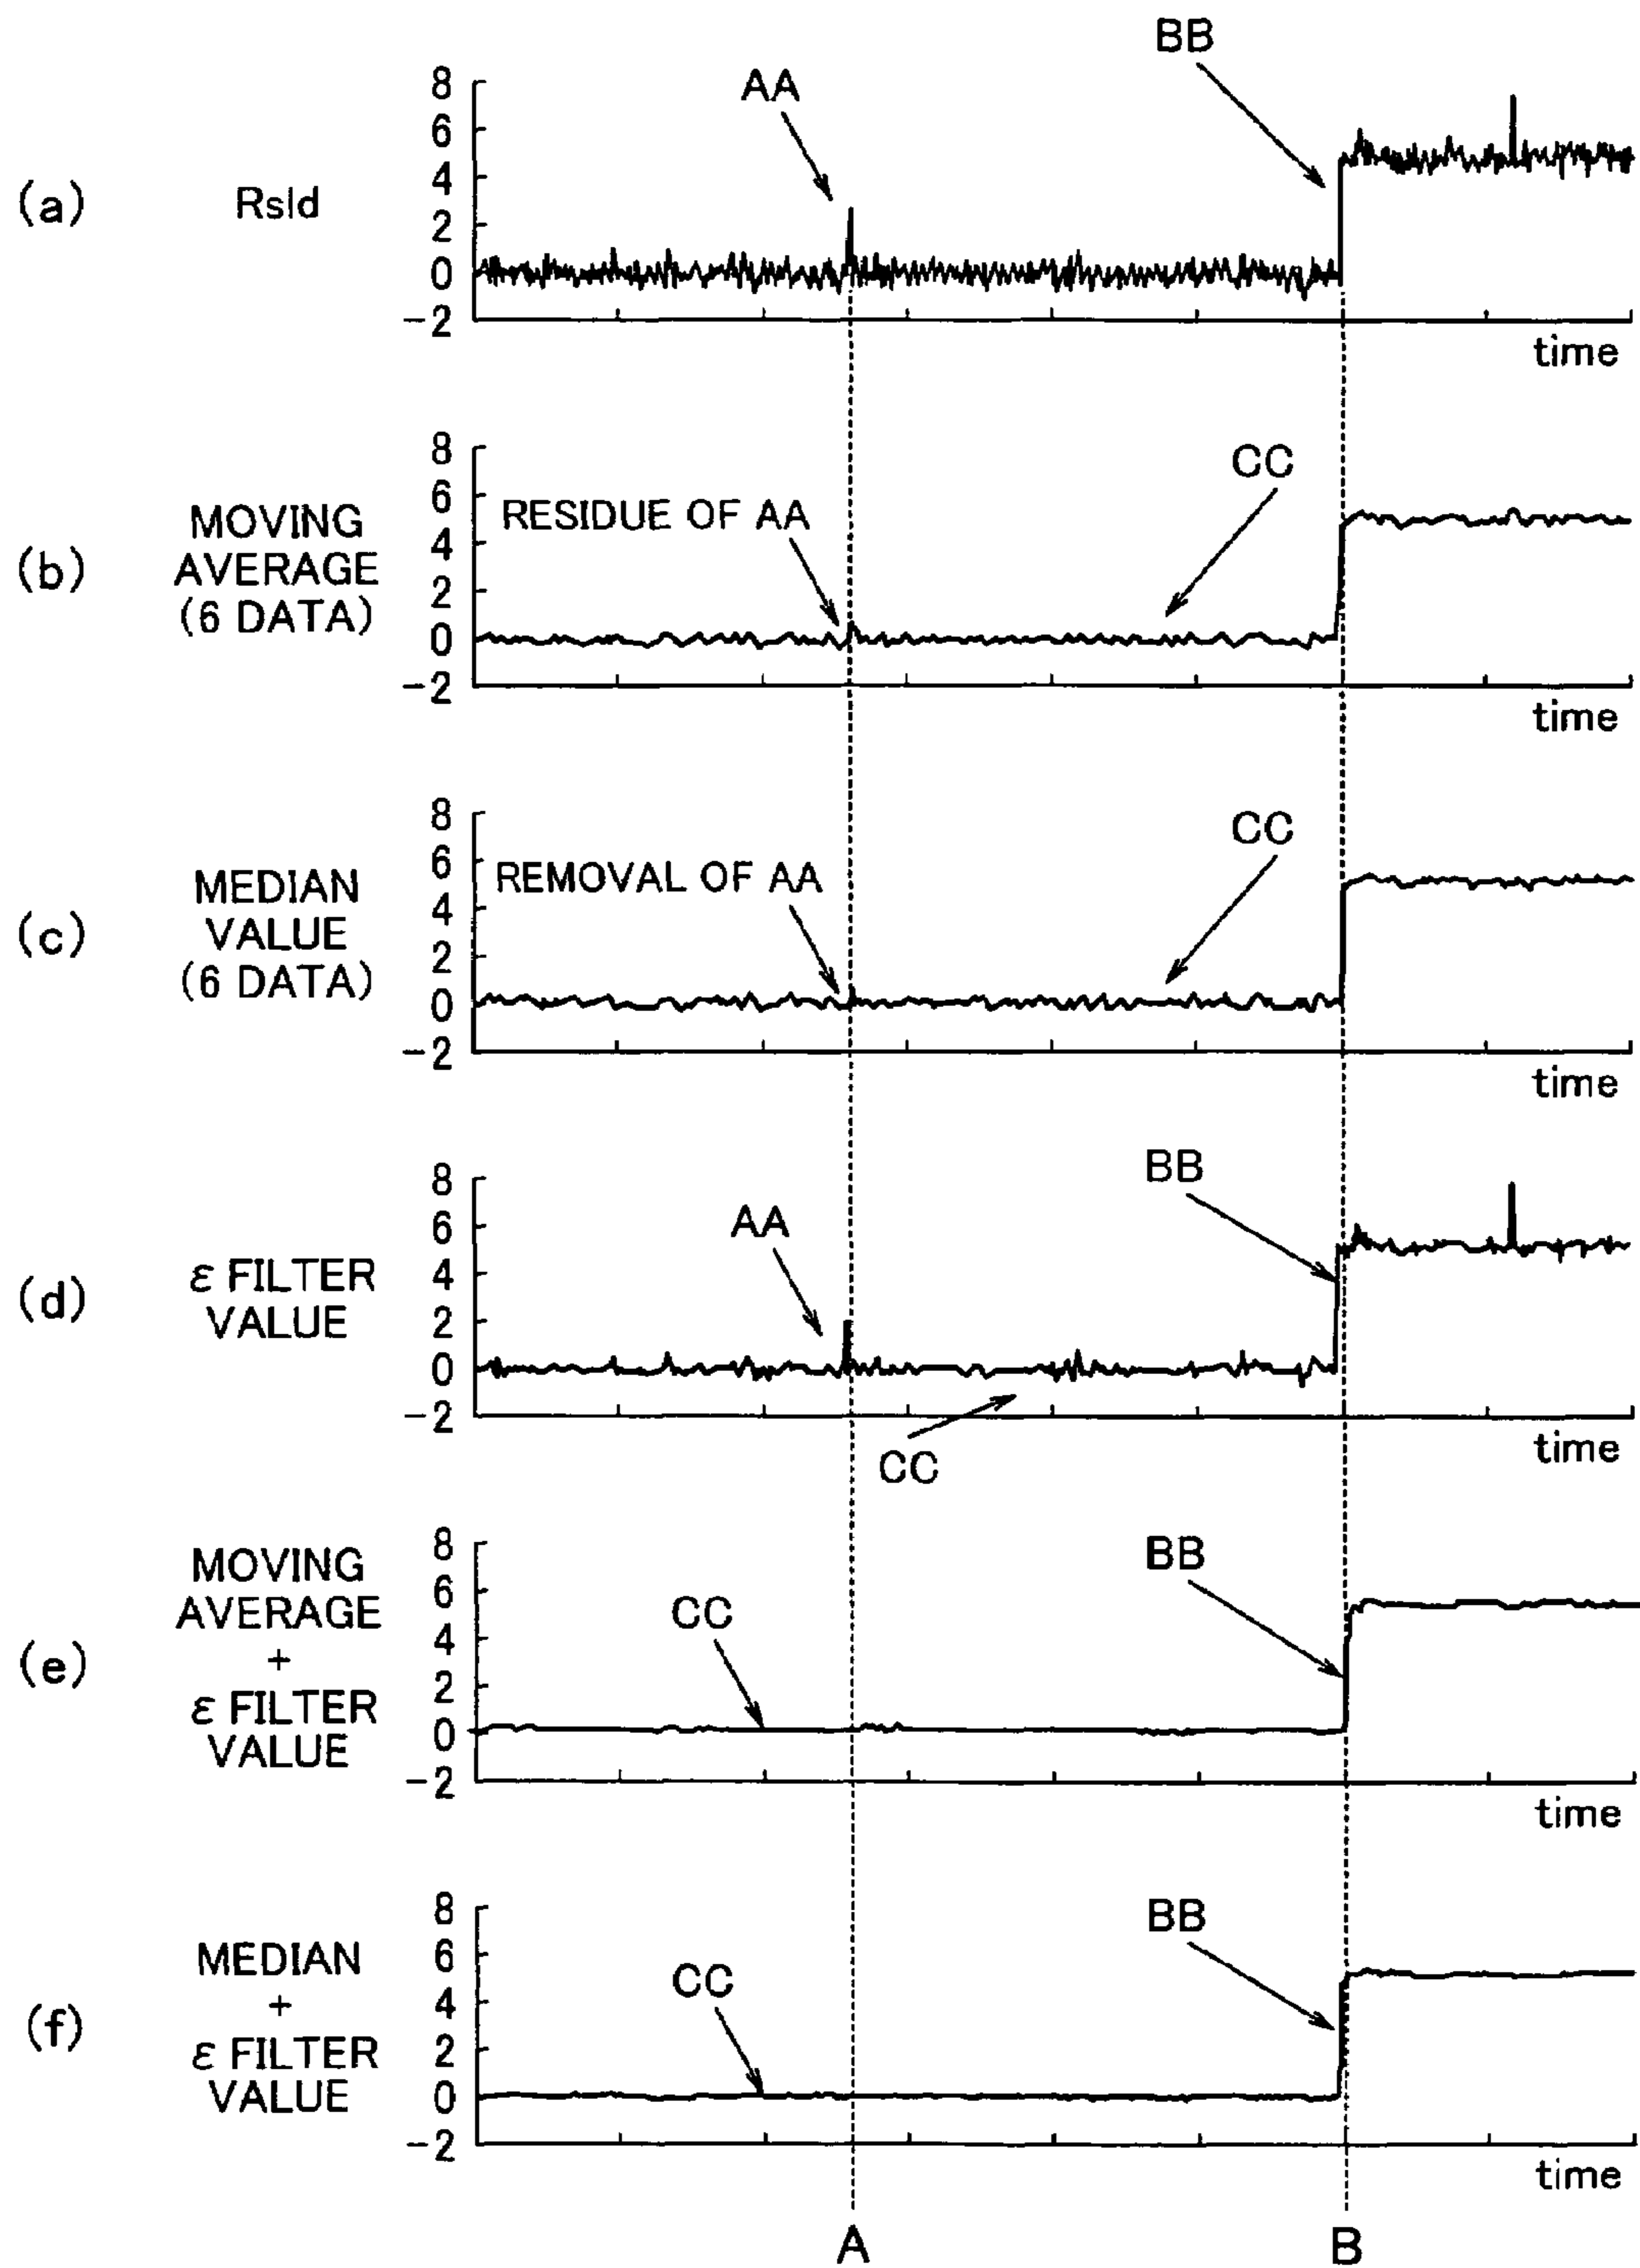 BB
AA
8
6
4
2
0
-2
(a)
Rsld
time
8
6
4
2
0
-2
(b)
MOVING
AVERAGE
(6 DATA)
RESIDUE OF AA
CC
time
8
6
4
2
0
-2
(c)
MEDIAN
VALUE
(6 DATA)
REMOVAL OF AA
CC
time
8
6
4
2
0
-2
(d)
ε FILTER
VALUE
AA
BB
CC
time
8
6
4
2
0
-2
(e)
MOVING
AVERAGE
+
ε FILTER
VALUE
CC
BB
time
8
6
4
2
0
-2
(f)
MEDIAN
+
ε FILTER
VALUE
CC
BB
time
A
B